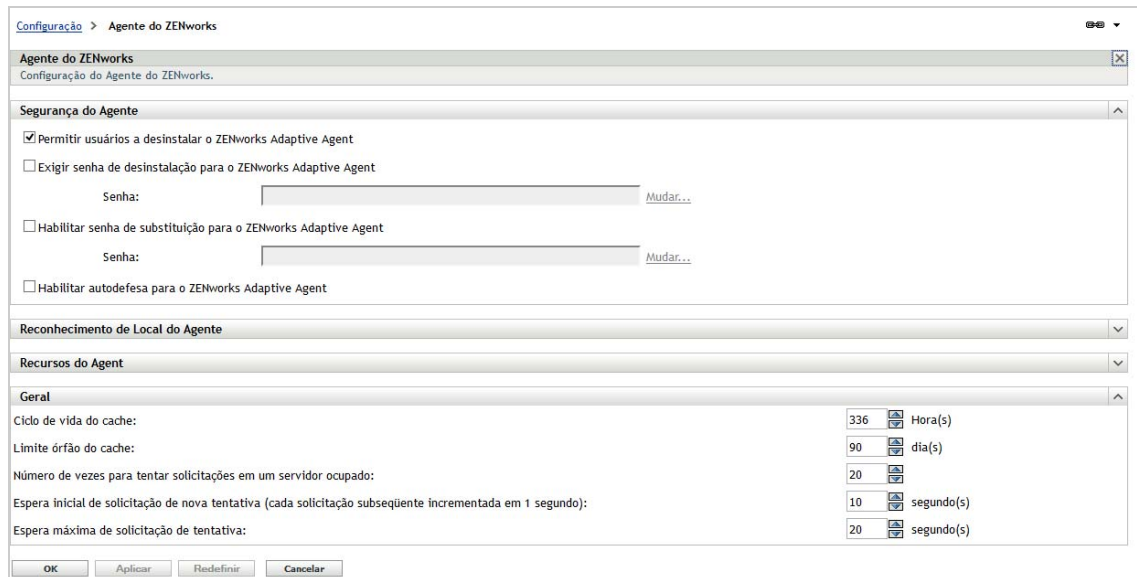 Configuração > Agente do ZENworks
Agente do ZENworks
Configuração do Agente do ZENworks.
Segurança do Agente
Permitir usuários a desinstalar o ZENworks Adaptive Agent
Exigir senha de desinstalação para o ZENworks Adaptive Agent
Senha: Mudar...
Habilitar senha de substituição para o ZENworks Adaptive Agent
Senha: Mudar...
Habilitar autodefesa para o ZENworks Adaptive Agent
Reconhecimento de Local do Agente
Recursos do Agent
Geral
Ciclo de vida do cache: 336 Hora(s)
Limite órfão do cache: 90 dia(s)
Número de vezes para tentar solicitações em um servidor ocupado: 20
Espera inicial de solicitação de nova tentativa (cada solicitação subseqüente incrementada em 1 segundo): 10 segundo(s)
Espera máxima de solicitação de tentativa: 20 segundo(s)
OK Aplicar Redefinir Cancelar